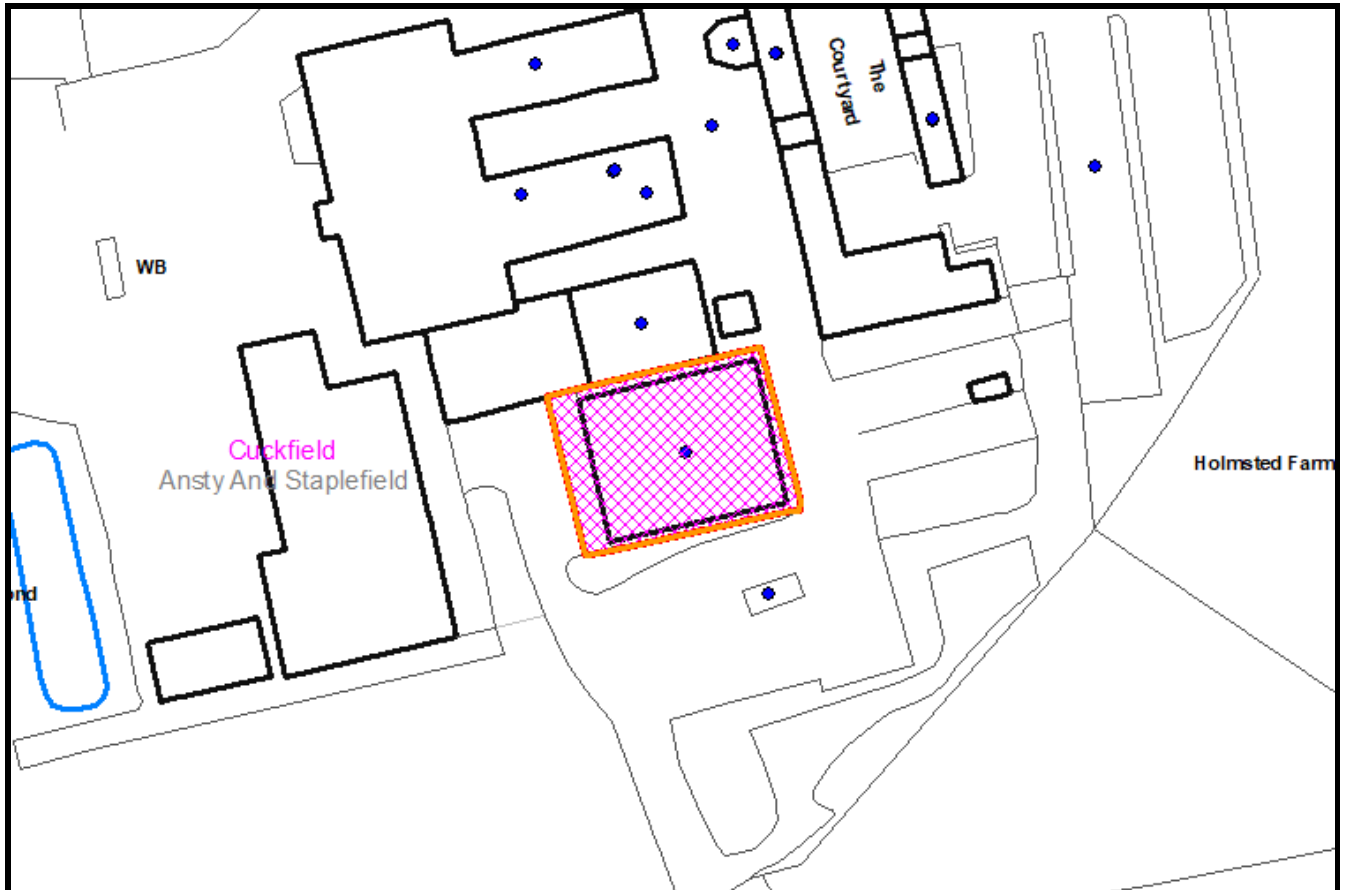 The
Courtyard
WB
Cuckfield
Ansty And Staplefield
Holmsted Farm
ond